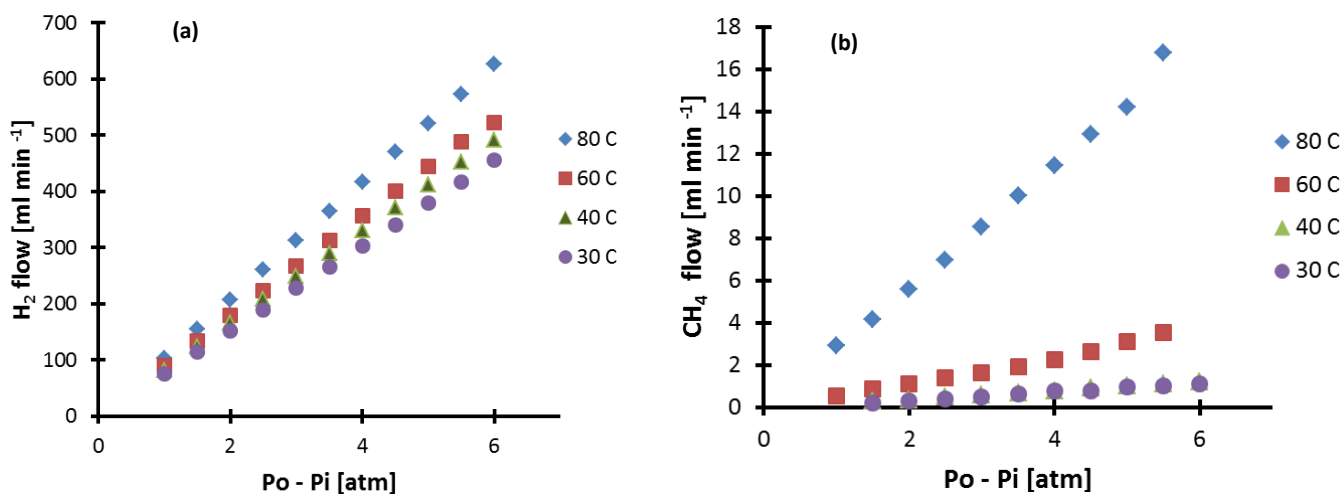 (a)
H₂ flow [ml min ⁻¹]
700
600
500
400
300
200
100
0
0
2
4
6
Po - Pi [atm]
80 C
60 C
40 C
30 C
(b)
CH₄ flow [ml min ⁻¹]
18
16
14
12
10
8
6
4
2
0
0
2
4
6
Po - Pi [atm]
80 C
60 C
40 C
30 C